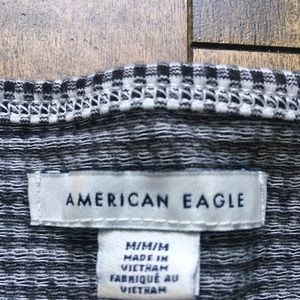 AMERICAN EAGLE
M/M/M
MADE IN
VIETNAM
FABRIQUÉ AU
VIETNAM